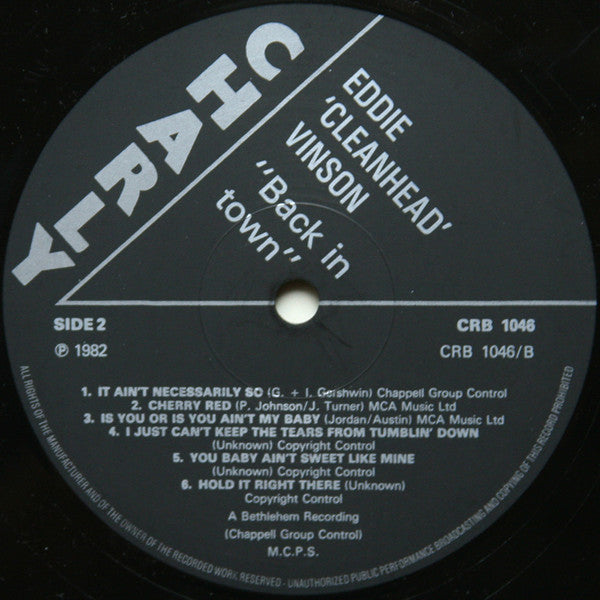 CHARLY
EDDIE
'CLEANHEAD'
VINSON
"Back in
town"
SIDE 2
℗ 1982
CRB 1046
CRB 1046/B
1. IT AIN'T NECESSARILY SO (G. + I. Gershwin) Chappell Group Control
2. CHERRY RED (P. Johnson/J. Turner) MCA Music Ltd
3. IS YOU OR IS YOU AIN'T MY BABY (Jordan/Austin) MCA Music Ltd
4. I JUST CAN'T KEEP THE TEARS FROM TUMBLIN' DOWN
(Unknown) Copyright Control
5. YOU BABY AIN'T SWEET LIKE MINE
(Unknown) Copyright Control
6. HOLD IT RIGHT THERE (Unknown)
Copyright Control
A Bethlehem Recording
(Chappell Group Control)
M.C.P.S.
ALL RIGHTS OF THE MANUFACTURER AND OF THE OWNER OF THE RECORDED WORK RESERVED - UNAUTHORIZED PUBLIC PERFORMANCE BROADCASTING AND COPYING OF THIS RECORD PROHIBITED